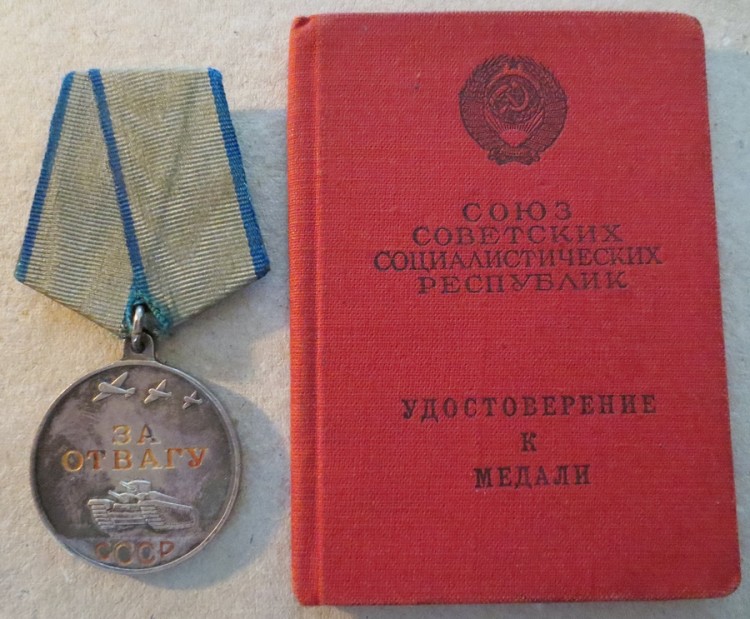 ЗА
ОТВАГУ
СССР
СОЮЗ
СОВЕТСКИХ
СОЦИАЛИСТИЧЕСКИХ
РЕСПУБЛИК
УДОСТОВЕРЕНИЕ
К
МЕДАЛИ